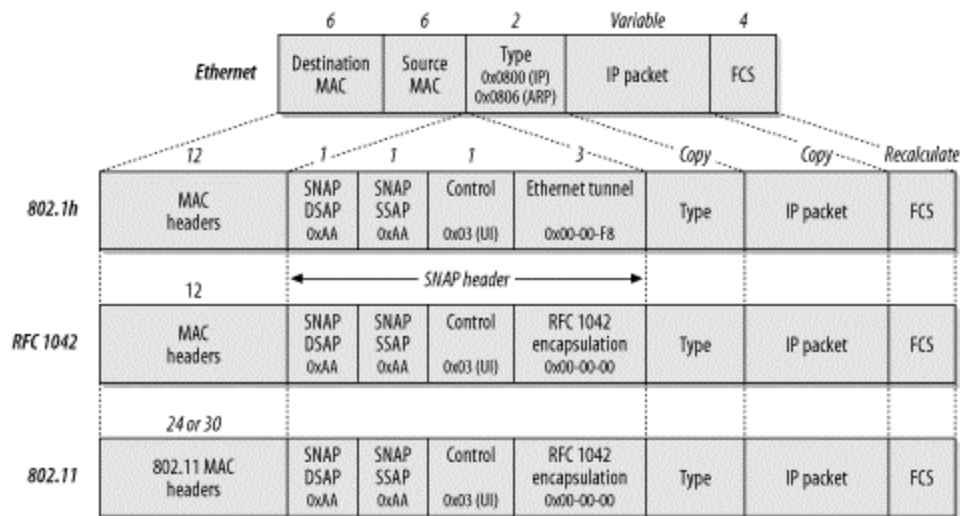 6 6 2 Variable 4
Ethernet
Destination MAC
Source MAC
Type 0x0800 (IP) 0x0806 (ARP)
IP packet
FCS
12 1 1 1 3 Copy Copy Recalculate
802.1h
MAC headers
SNAP DSAP 0xAA
SNAP SSAP 0xAA
Control 0x03 (UI)
Ethernet tunnel 0x00-00-F8
Type
IP packet
FCS
SNAP header
12
RFC 1042
MAC headers
SNAP DSAP 0xAA
SNAP SSAP 0xAA
Control 0x03 (UI)
RFC 1042 encapsulation 0x00-00-00
Type
IP packet
FCS
24 or 30
802.11
802.11 MAC headers
SNAP DSAP 0xAA
SNAP SSAP 0xAA
Control 0x03 (UI)
RFC 1042 encapsulation 0x00-00-00
Type
IP packet
FCS